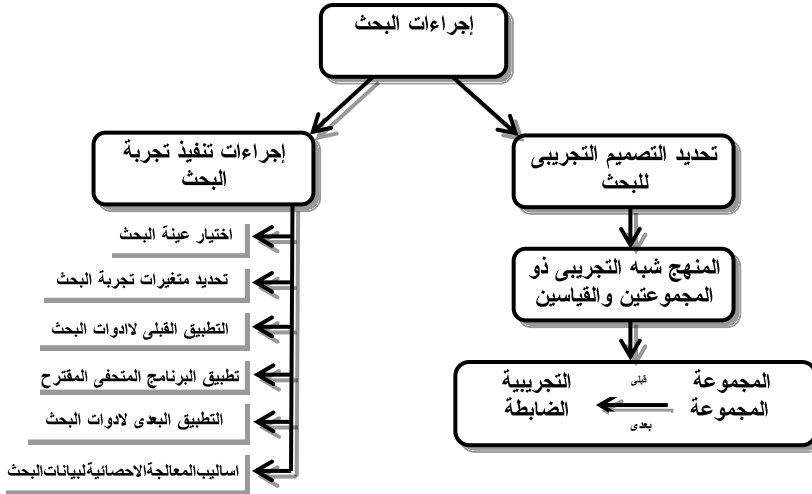 إجراءات البحث
تحديد التصميم التجريبى
للبحث
المنهج شبه التجريبى ذو
المجموعتين والقياسين
المجموعة قبلى التجريبية
المجموعة بعدى الضابطة
إجراءات تنفيذ تجربة
البحث
اختيار عينة البحث
تحديد متغيرات تجربة البحث
التطبيق القبلى لاادوات البحث
تطبيق البرنامج المتحفى المقترح
التطبيق البعدى لادوات البحث
اساليب المعالجة الاحصائية لبيانات البحث